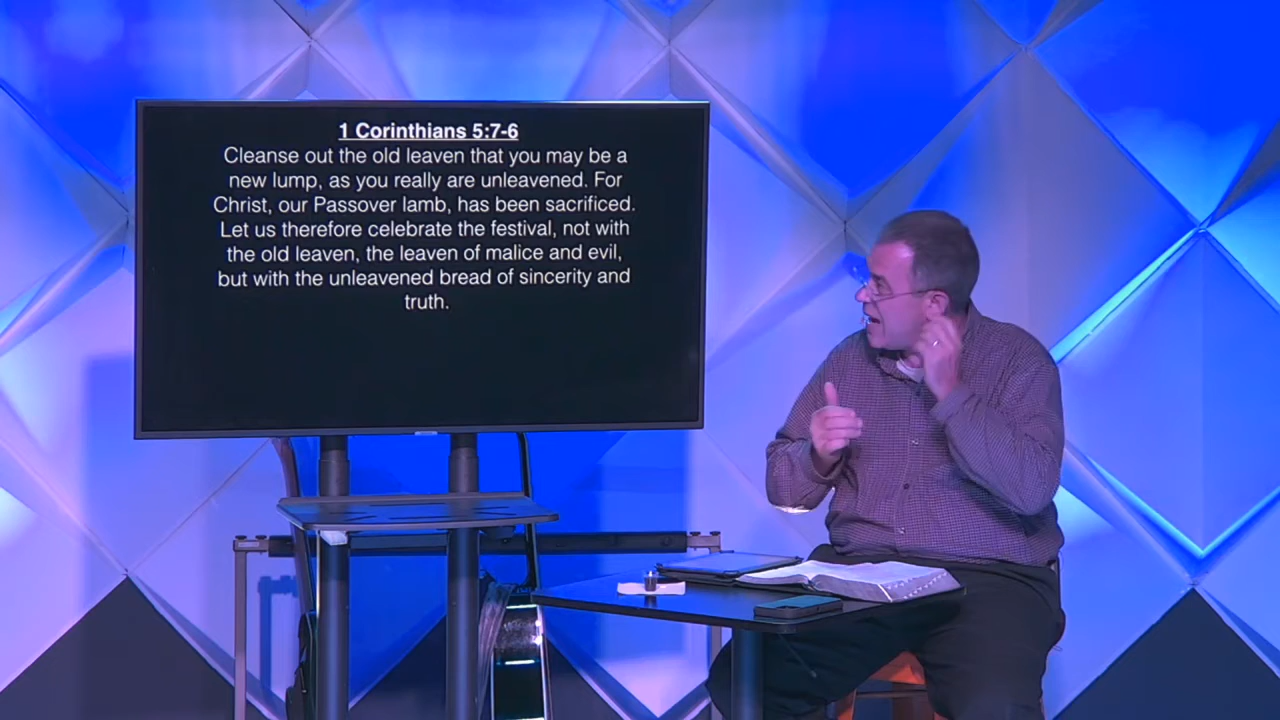 1 Corinthians 5:7-6
Cleanse out the old leaven that you may be a
new lump, as you really are unleavened. For
Christ, our Passover lamb, has been sacrificed.
Let us therefore celebrate the festival, not with
the old leaven, the leaven of malice and evil,
but with the unleavened bread of sincerity and
truth.